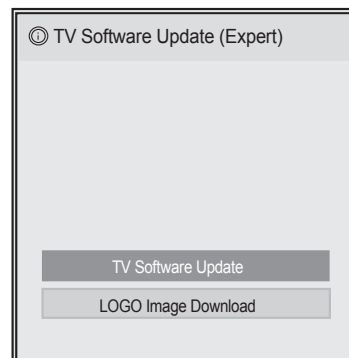 ⓘ TV Software Update (Expert)
TV Software Update
LOGO Image Download